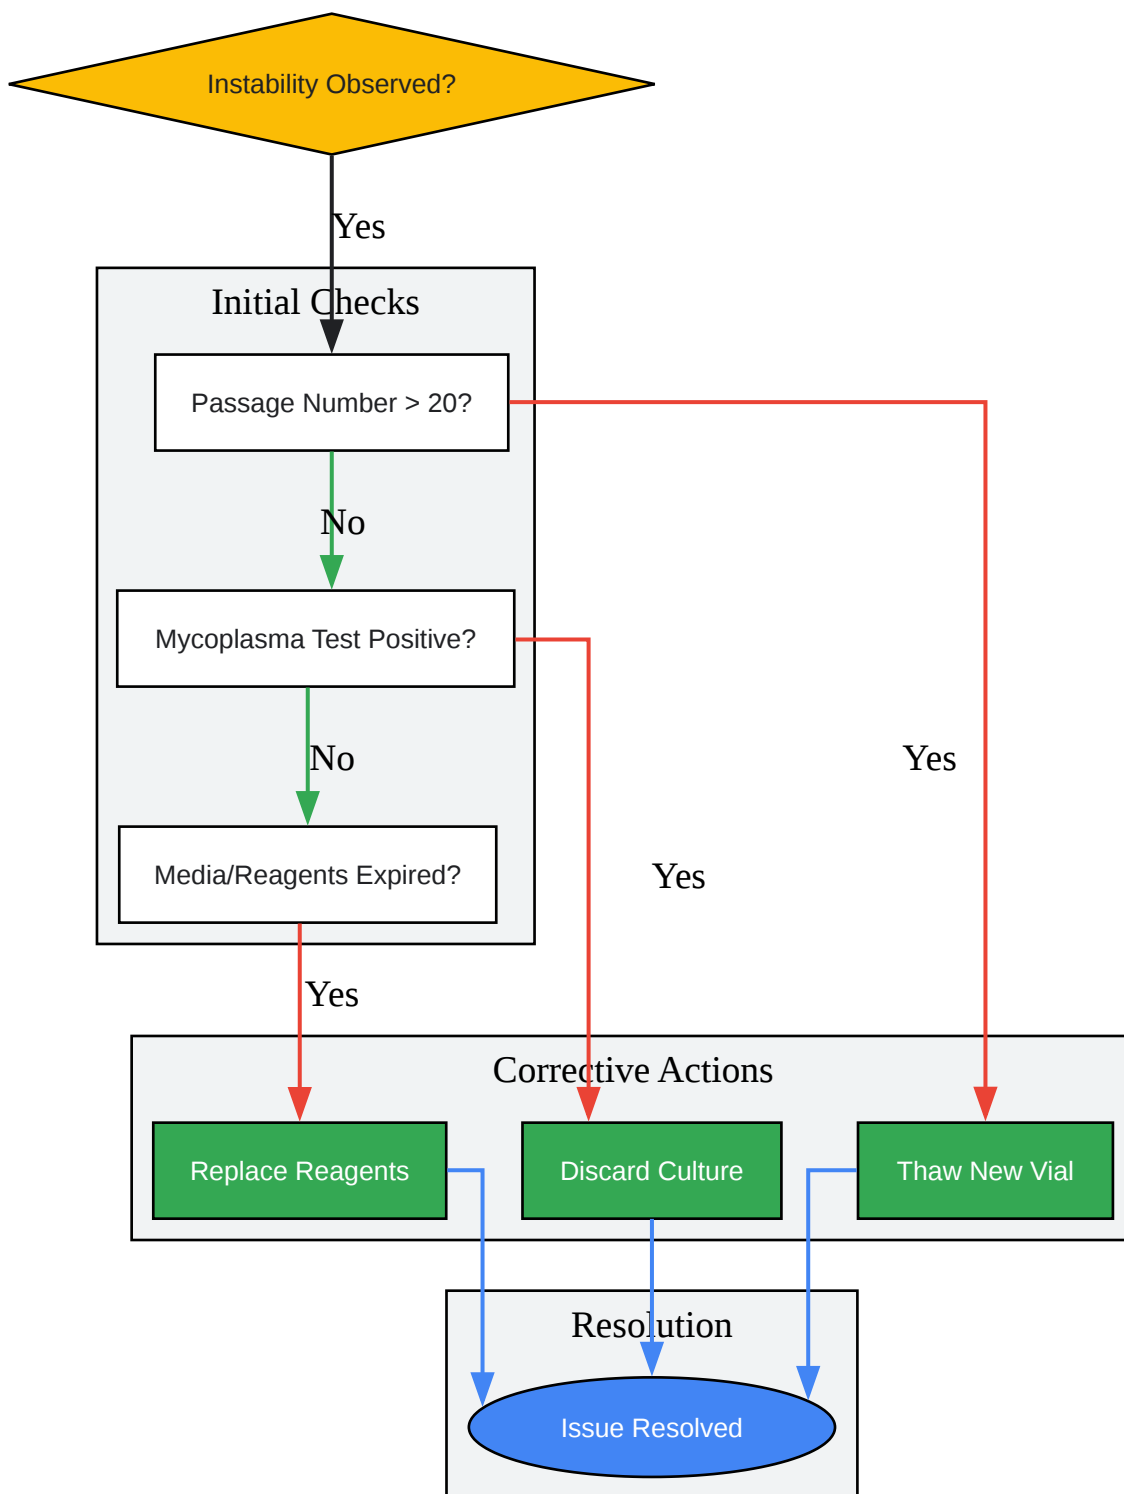 Instability Observed?
Yes
Initial Checks
Passage Number > 20?
No
Mycoplasma Test Positive?
No
Yes
Media/Reagents Expired?
Yes
Yes
Corrective Actions
Replace Reagents
Discard Culture
Thaw New Vial
Resolution
Issue Resolved